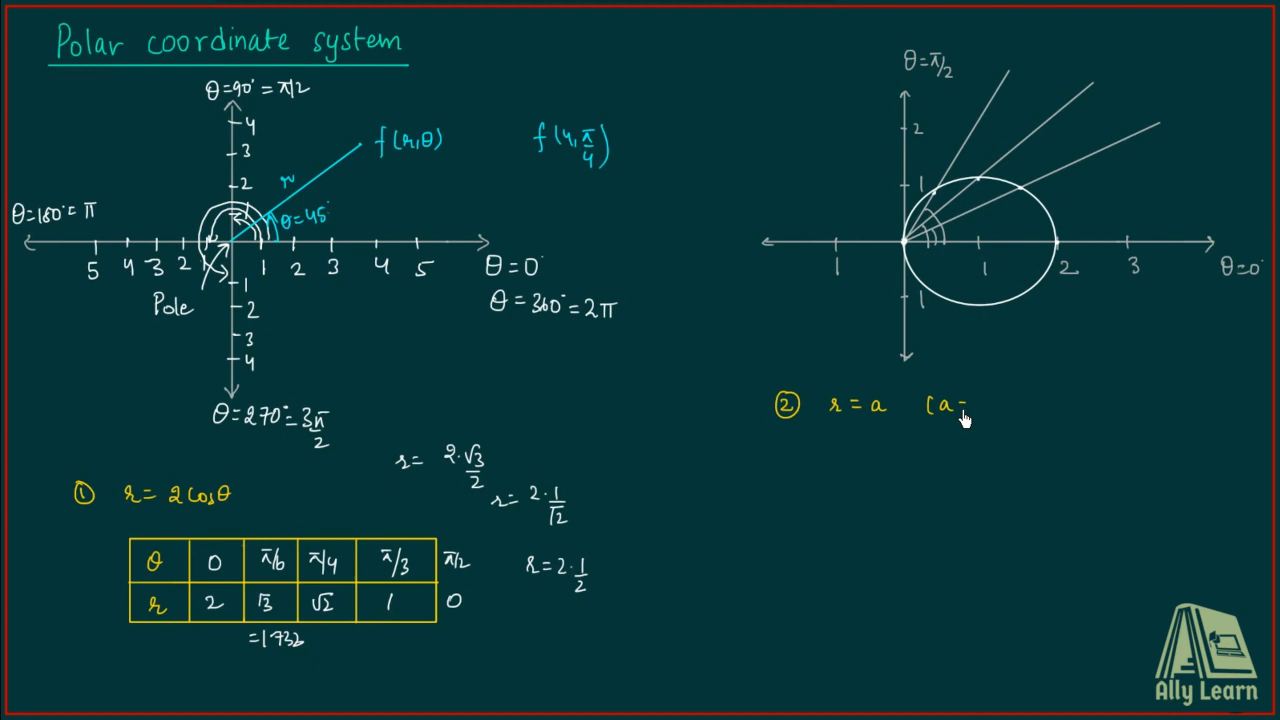 Polar coordinate system
θ=90°=π/2
4
3
2
1
f(r,θ)
r
θ=45°
f(4,π/4)
θ=180°=π
5 4 3 2 1 2 3 4 5
θ=0°
θ=360°=2π
Pole
1
2
3
4
θ=270°=3π/2
① r=2cosθ
r= 2·√3/2
r= 2·1/√2
r=2·1/2
θ 0 π/6 π/4 π/3 π/2
r 2 √3 √2 1 0
=1.732
θ=π/2
2
1
1 1 2 3
θ=0°
1
② r=a (a=
Ally Learn